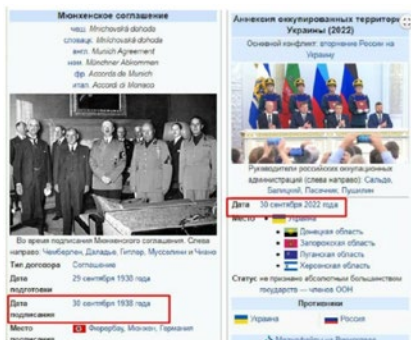 Мюнхенское соглашение
чеш. Mnichovská dohoda
словацк. Mníchovská dohoda
англ. Munich Agreement
нем. Münchner Abkommen
фр. Accords de Munich
итал. Accordi di Monaco
Во время подписания Мюнхенского соглашения. Слева
направо: Чемберлен, Даладье, Гитлер, Муссолини и Чиано
Тип договора Соглашение
Дата 29 сентября 1938 года
подготовки
Дата 30 сентября 1938 года
подписания
Место Фюрербау, Мюнхен, Германия
подписания
Аннексия оккупированных территорий
Украины (2022)
Основной конфликт: вторжение России на
Украину
Руководители российских оккупационных
администраций (слева направо): Сальдо,
Балицкий, Пасечник, Пушилин
Дата 30 сентября 2022 года
Место Украина
Донецкая область
Запорожская область
Луганская область
Херсонская область
Статус не признано абсолютным большинством
государств — членов ООН
Противники
Украина Россия